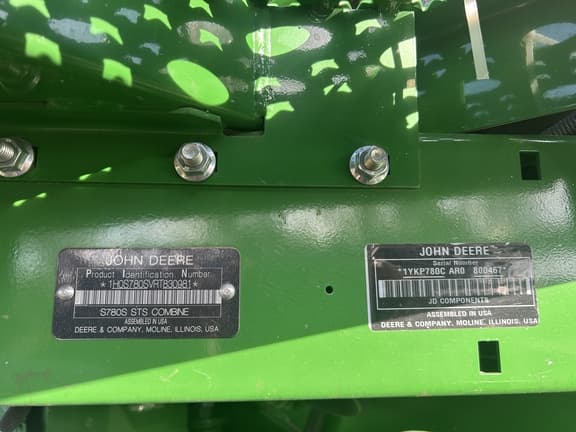 JOHN DEERE
Product Identification Number
*1H0S780SVRT830981*
S780S STS COMBINE
ASSEMBLED IN USA
DEERE & COMPANY, MOLINE, ILLINOIS, USA
JOHN DEERE
Serial Number
*1YKP780C AR0 800467*
JD COMPONENTS
ASSEMBLED IN USA
DEERE & COMPANY, MOLINE, ILLINOIS, USA